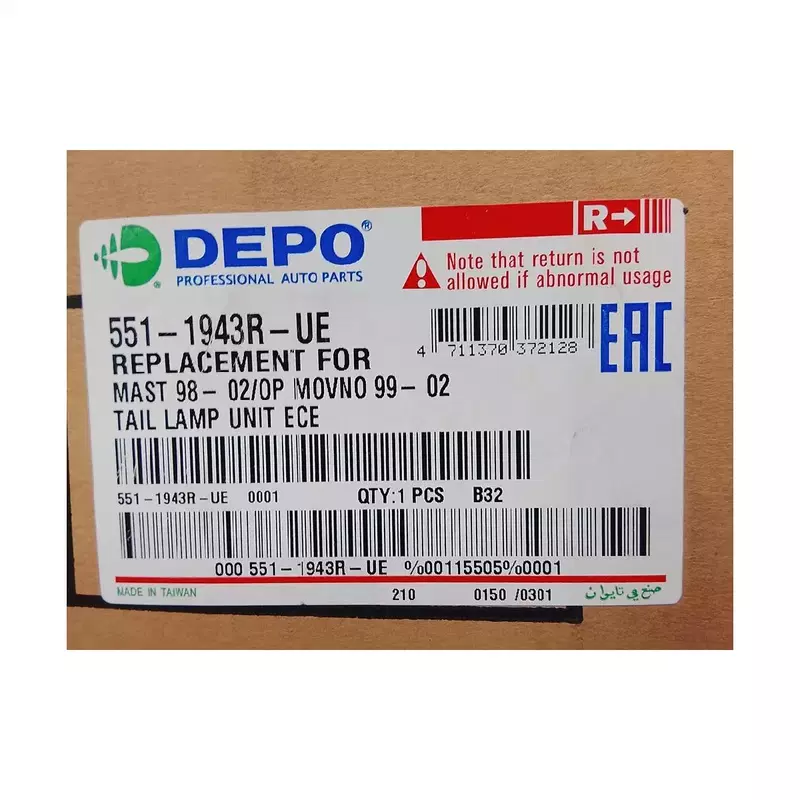 DEPO®
PROFESSIONAL AUTO PARTS
R→
Note that return is not
allowed if abnormal usage
551-1943R-UE
REPLACEMENT FOR
MAST 98- 02/OP MOVNO 99- 02
TAIL LAMP UNIT ECE
4 711370 372128
EAC
551-1943R-UE 0001 QTY:1 PCS B32
000 551-1943R-UE %00115505%0001
MADE IN TAIWAN 210 0150 /0301 صنع في تايوان